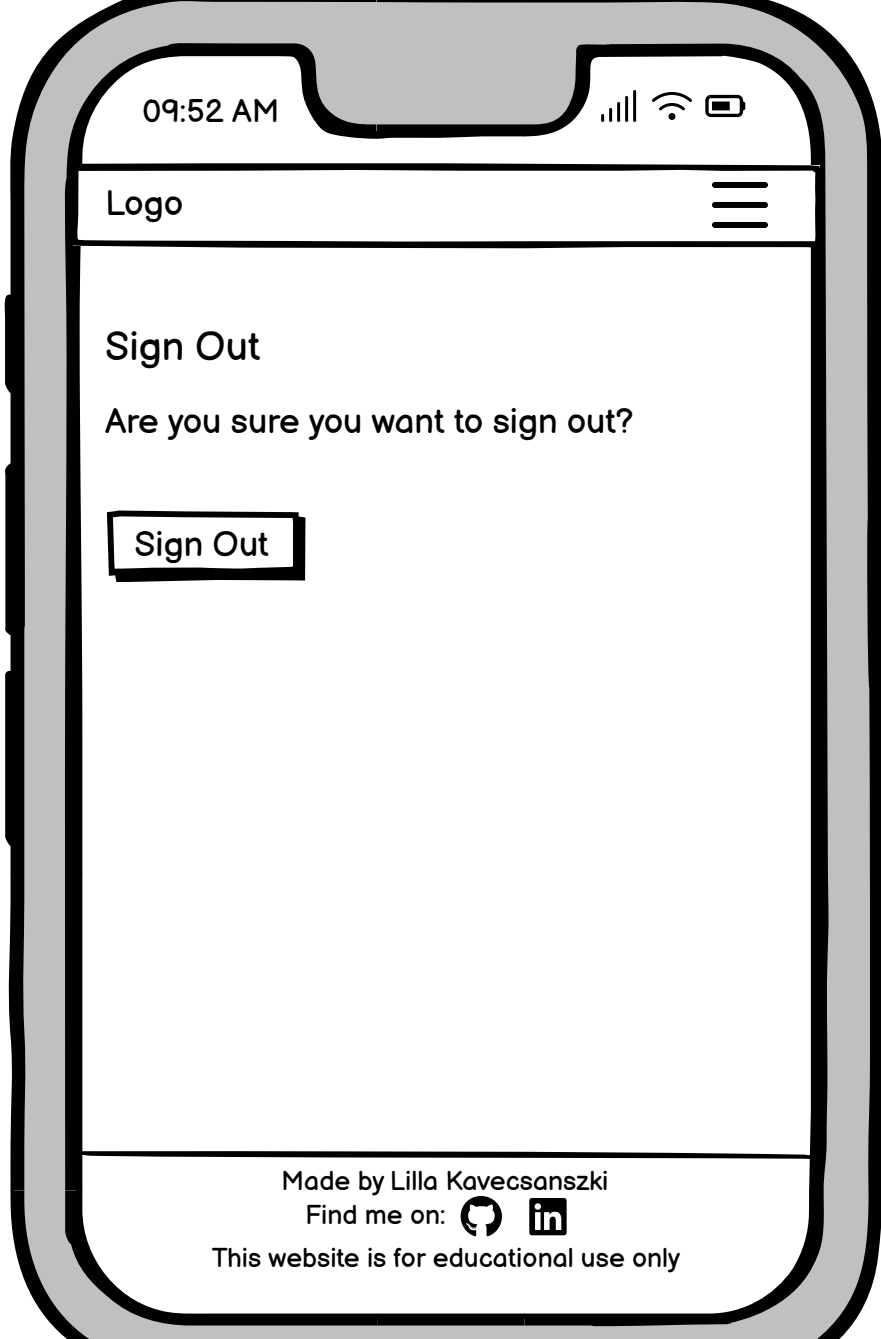 09:52 AM
Logo
Sign Out
Are you sure you want to sign out?
Sign Out
Made by Lilla Kavecsanszki
Find me on: in
This website is for educational use only